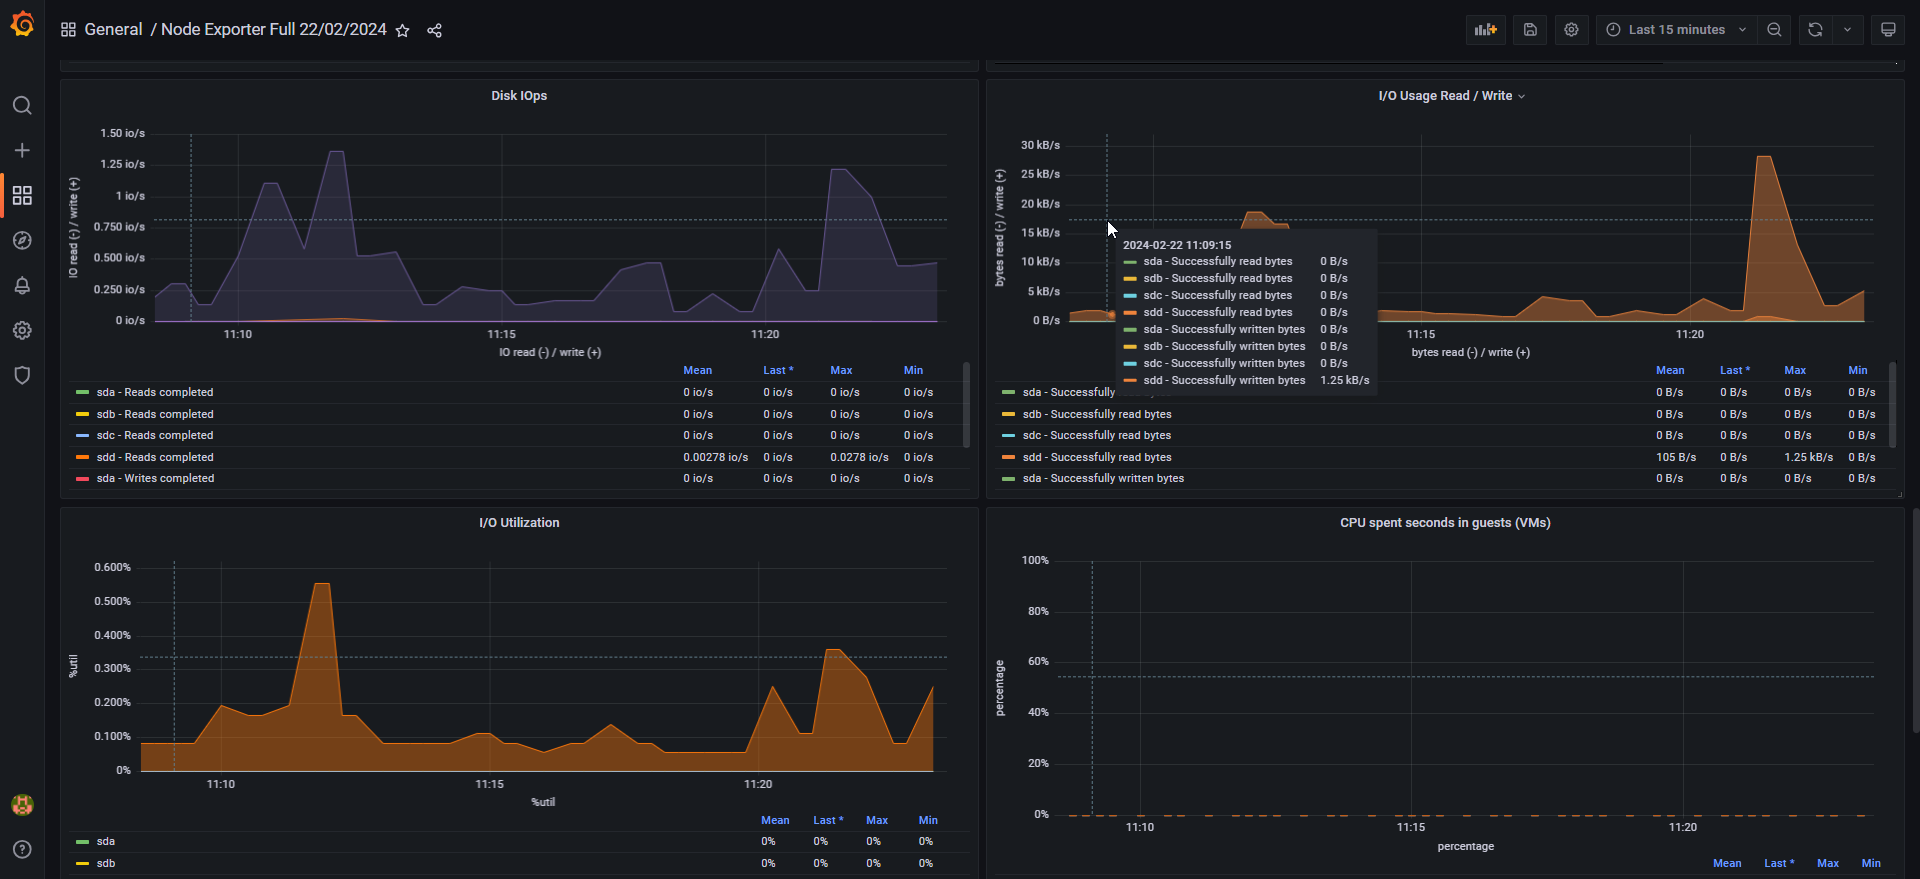 General / Node Exporter Full 22/02/2024
Last 15 minutes
Disk IOps
1.50 io/s
1.25 io/s
1 io/s
0.750 io/s
0.500 io/s
0.250 io/s
0 io/s
IO read (-) / write (+)
11:10 11:15 11:20
IO read (-) / write (+)
Mean Last * Max Min
sda - Reads completed 0 io/s 0 io/s 0 io/s 0 io/s
sdb - Reads completed 0 io/s 0 io/s 0 io/s 0 io/s
sdc - Reads completed 0 io/s 0 io/s 0 io/s 0 io/s
sdd - Reads completed 0.00278 io/s 0 io/s 0.0278 io/s 0 io/s
sda - Writes completed 0 io/s 0 io/s 0 io/s 0 io/s
I/O Usage Read / Write
30 kB/s
25 kB/s
20 kB/s
15 kB/s
10 kB/s
5 kB/s
0 B/s
bytes read (-) / write (+)
2024-02-22 11:09:15
sda - Successfully read bytes 0 B/s
sdb - Successfully read bytes 0 B/s
sdc - Successfully read bytes 0 B/s
sdd - Successfully read bytes 0 B/s
sda - Successfully written bytes 0 B/s
sdb - Successfully written bytes 0 B/s
sdc - Successfully written bytes 0 B/s
sdd - Successfully written bytes 1.25 kB/s
11:15 11:20
bytes read (-) / write (+)
Mean Last * Max Min
sda - Successfully 0 B/s 0 B/s 0 B/s 0 B/s
sdb - Successfully read bytes 0 B/s 0 B/s 0 B/s 0 B/s
sdc - Successfully read bytes 0 B/s 0 B/s 0 B/s 0 B/s
sdd - Successfully read bytes 105 B/s 0 B/s 1.25 kB/s 0 B/s
sda - Successfully written bytes 0 B/s 0 B/s 0 B/s 0 B/s
I/O Utilization
0.600%
0.500%
0.400%
0.300%
0.200%
0.100%
0%
%util
11:10 11:15 11:20
%util
Mean Last * Max Min
sda 0% 0% 0% 0%
sdb 0% 0% 0% 0%
CPU spent seconds in guests (VMs)
100%
80%
60%
40%
20%
0%
percentage
11:10 11:15 11:20
percentage
Mean Last * Max Min